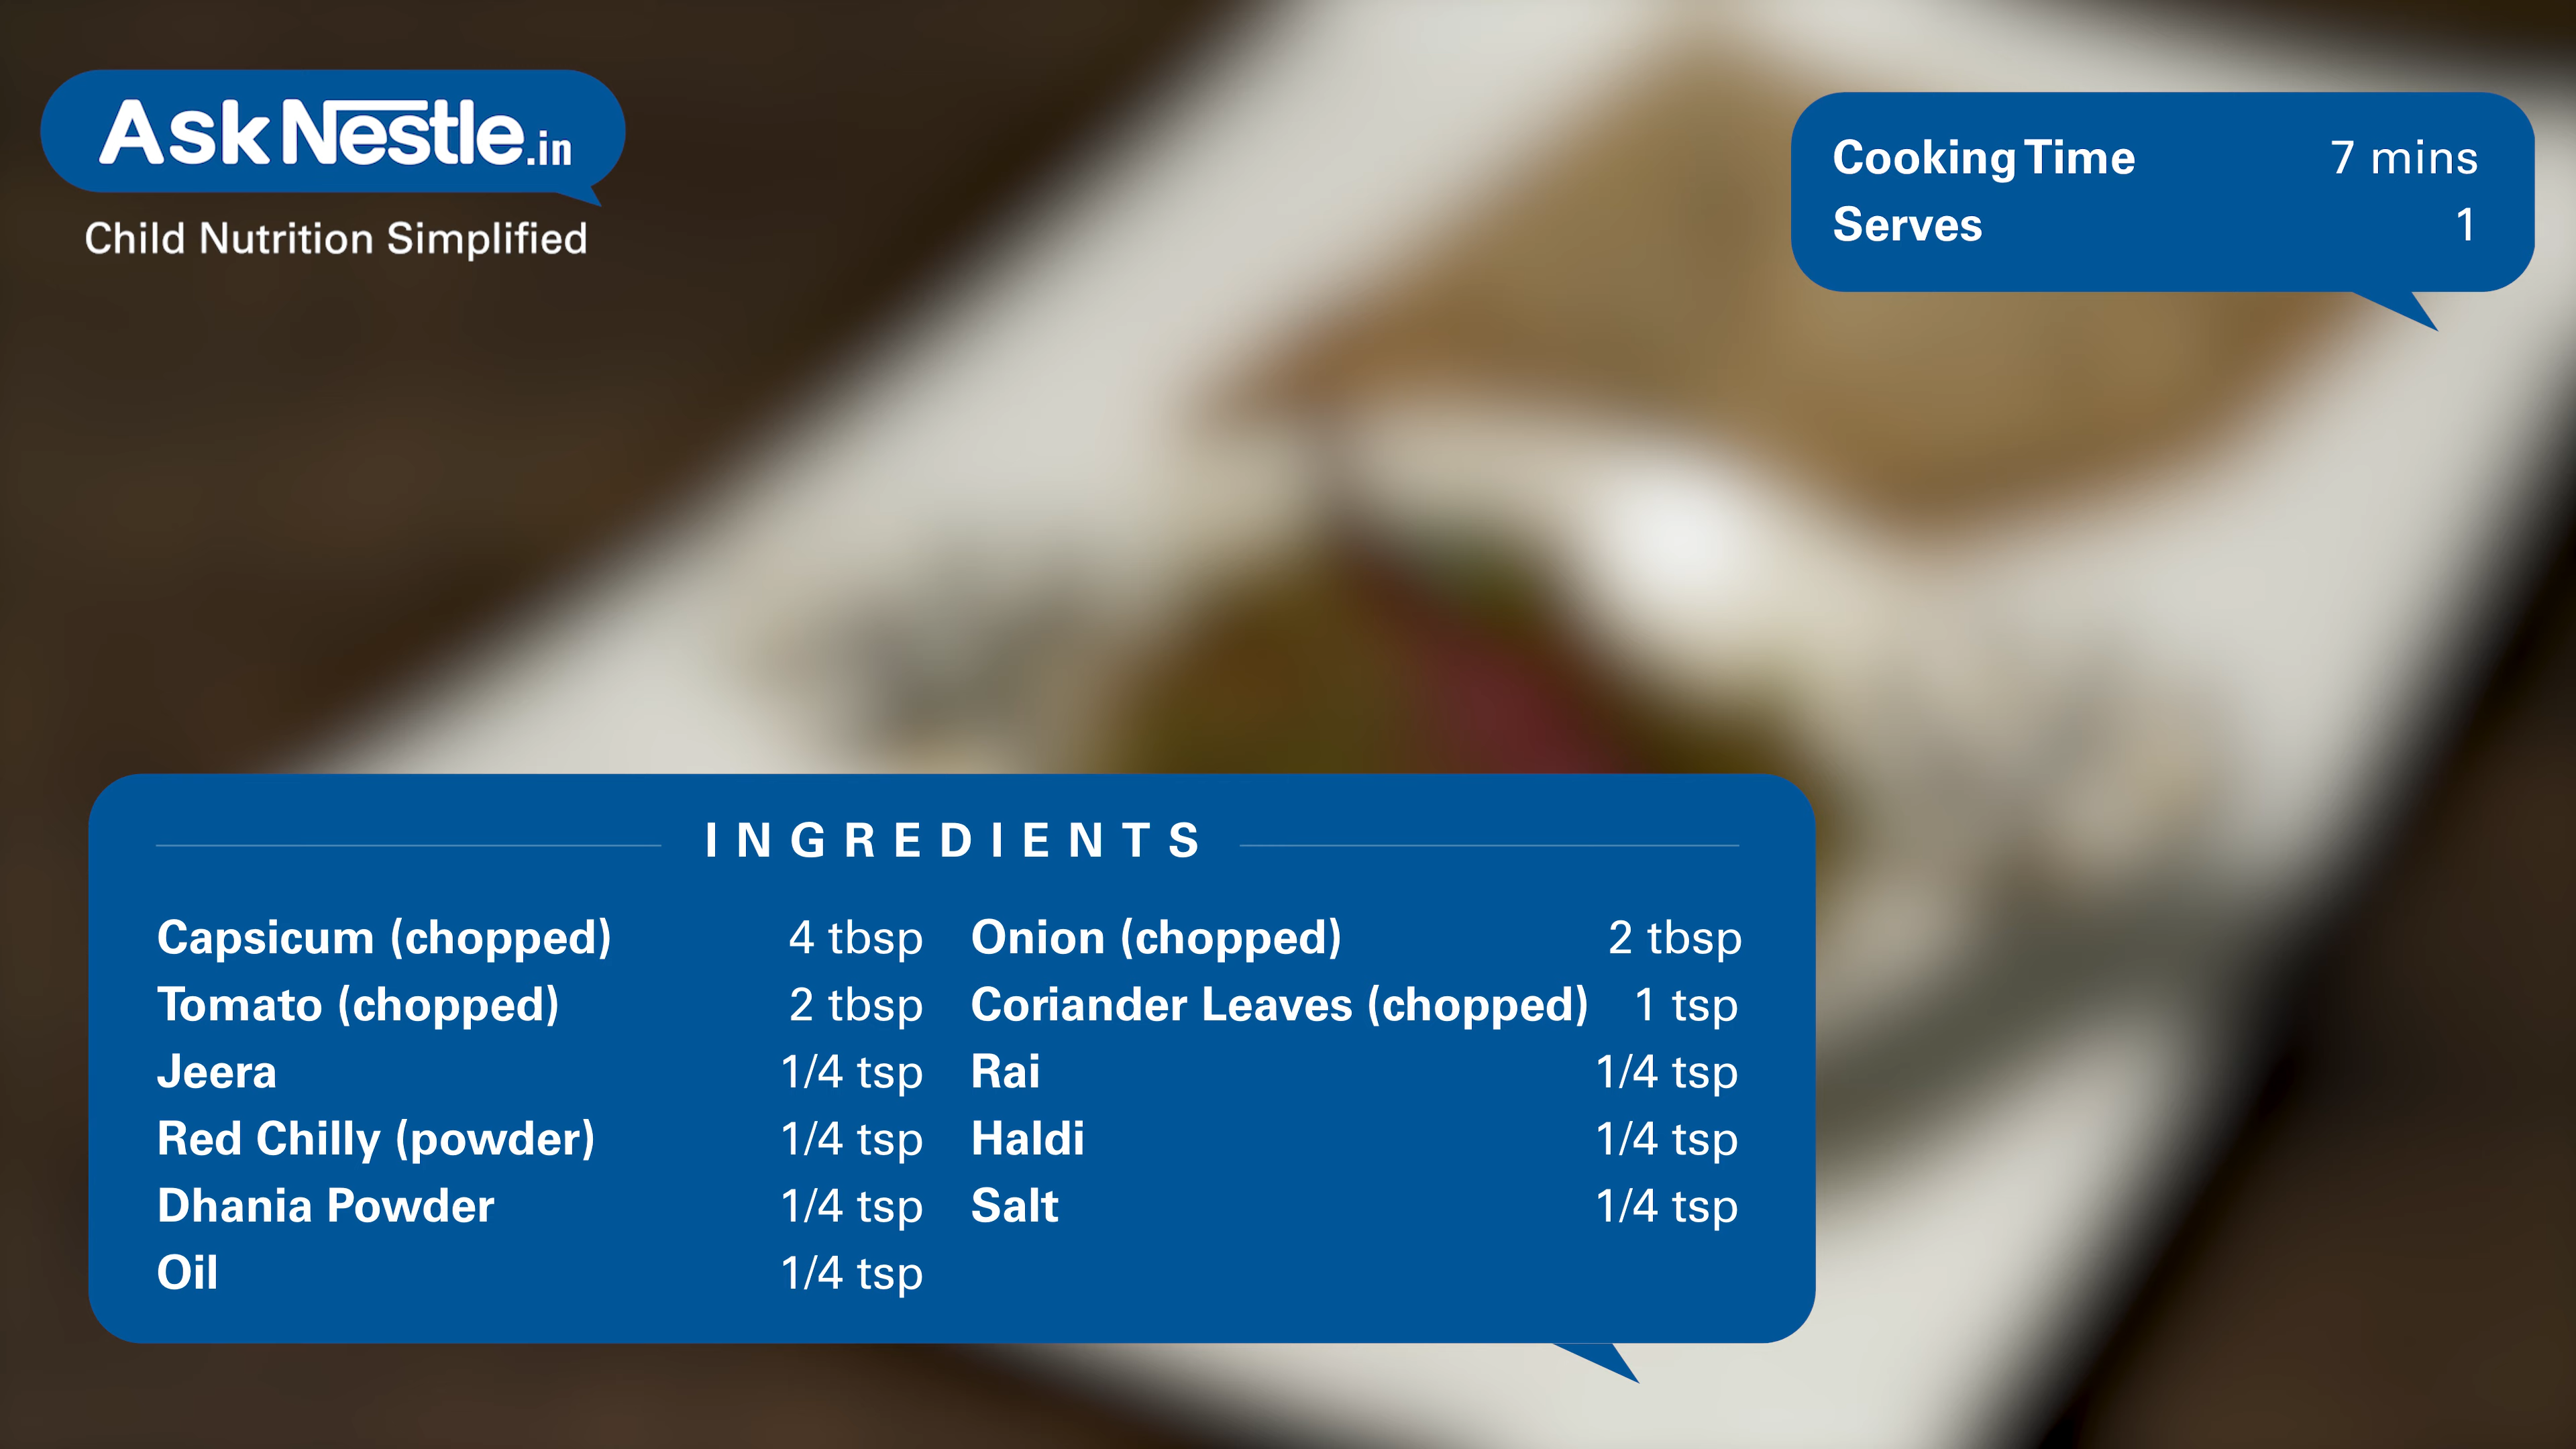 AskNestle.in
Child Nutrition Simplified
Cooking Time 7 mins
Serves 1
INGREDIENTS
Capsicum (chopped) 4 tbsp Onion (chopped) 2 tbsp
Tomato (chopped) 2 tbsp Coriander Leaves (chopped) 1 tsp
Jeera 1/4 tsp Rai 1/4 tsp
Red Chilly (powder) 1/4 tsp Haldi 1/4 tsp
Dhania Powder 1/4 tsp Salt 1/4 tsp
Oil 1/4 tsp